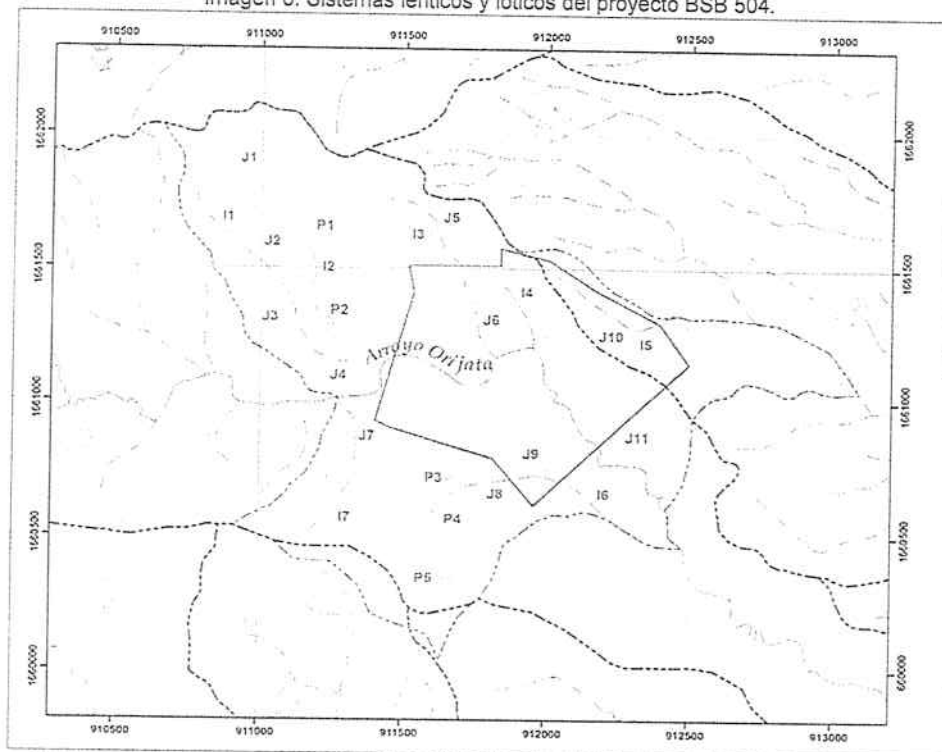 Imagen 6. Sistemas lénticos y lóticos del proyecto BSB 504.
910500 911000 911500 912000 912500 913000
1662000 1662000
J1
I1 P1 I3 J5
J2
1661500 I2 1661500
I4
J3 P2 J6
J10 I5
Arroyo Orijata
J4
1661000 1661000
J7 J11
J9
P3
J8 I6
I7 P4
1660500 1660500
P5
1660000 1660000
910500 911000 911500 912000 912500 913000